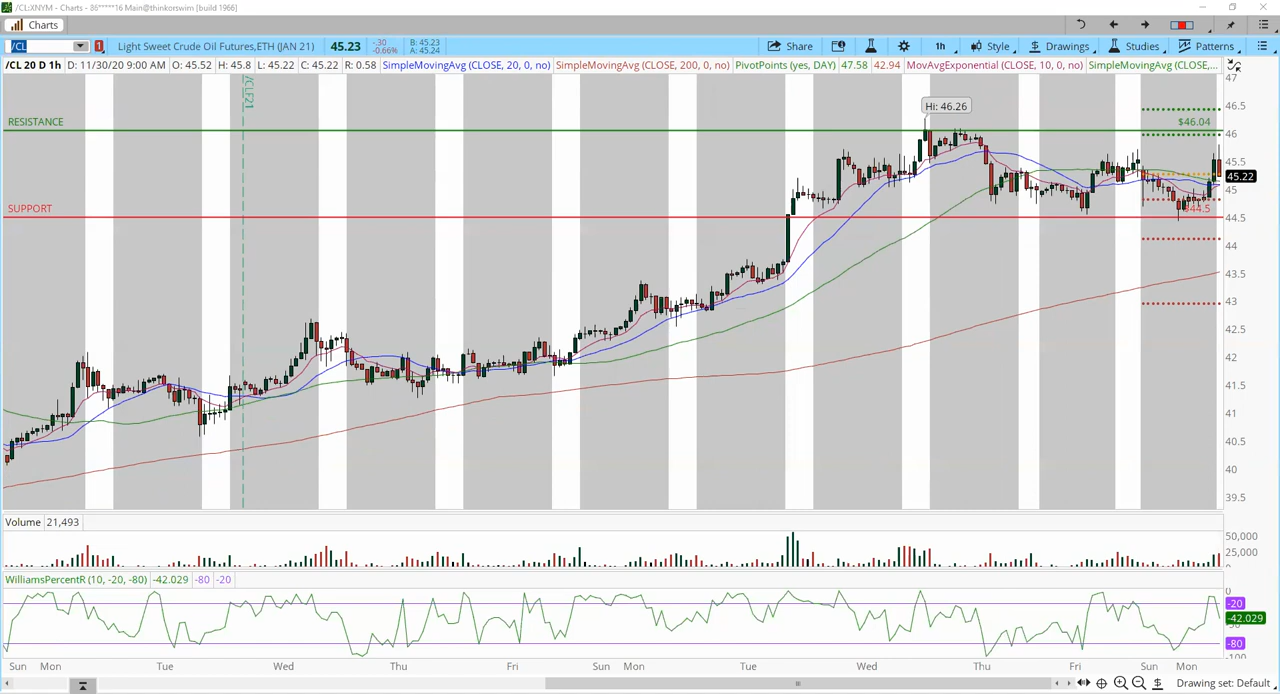 /CL:XNYM - Charts - 36*****16 Main@thinkorswim [build 1966]
Charts
/CL 1 Light Sweet Crude Oil Futures,ETH (JAN 21) 45.23 -.30 -0.66% B: 45.23 A: 45.24 Share 1h Style Drawings Studies Patterns
/CL 20 D 1h D: 11/30/20 9:00 AM O: 45.52 H: 45.8 L: 45.22 C: 45.22 R: 0.58 SimpleMovingAvg (CLOSE, 20, 0, no) SimpleMovingAvg (CLOSE, 200, 0, no) PivotPoints (yes, DAY) 47.58 42.94 MovAvgExponential (CLOSE, 10, 0, no) SimpleMovingAvg (CLOSE,...
47
/CLF21
Hi: 46.26
46.5
RESISTANCE
$46.04
46
45.5
45.22
45
SUPPORT
$44.5
44.5
44
43.5
43
42.5
42
41.5
41
40.5
40
39.5
Volume 21,493
50,000
25,000
WilliamsPercentR (10, -20, -80) -42.029 -80 -20
0
-20
-42.029
-80
-100
Sun Mon Tue Wed Thu Fri Sun Mon Tue Wed Thu Fri Sun Mon
Drawing set: Default